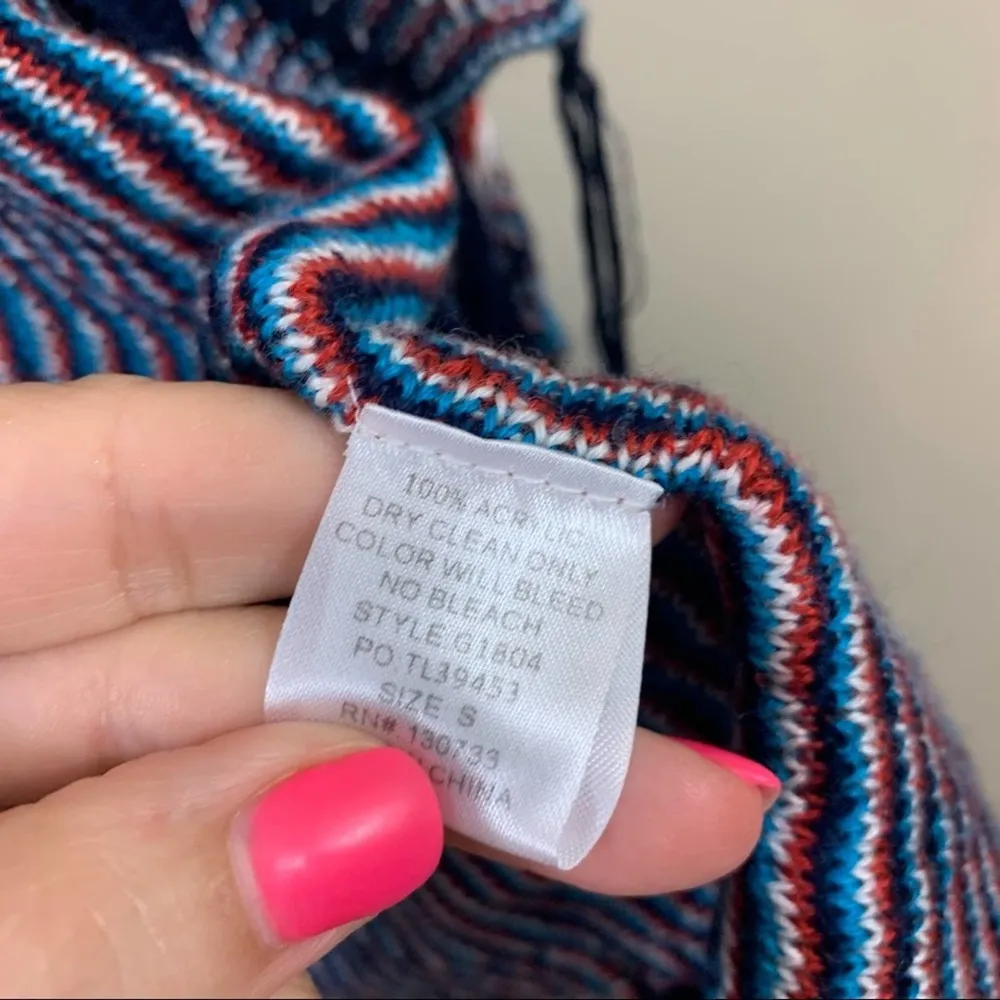 100% ACRYLIC
DRY CLEAN ONLY
COLOR WILL BLEED
NO BLEACH
STYLE G1804
PO TL39453
SIZE S
RN#. 130733
CHINA